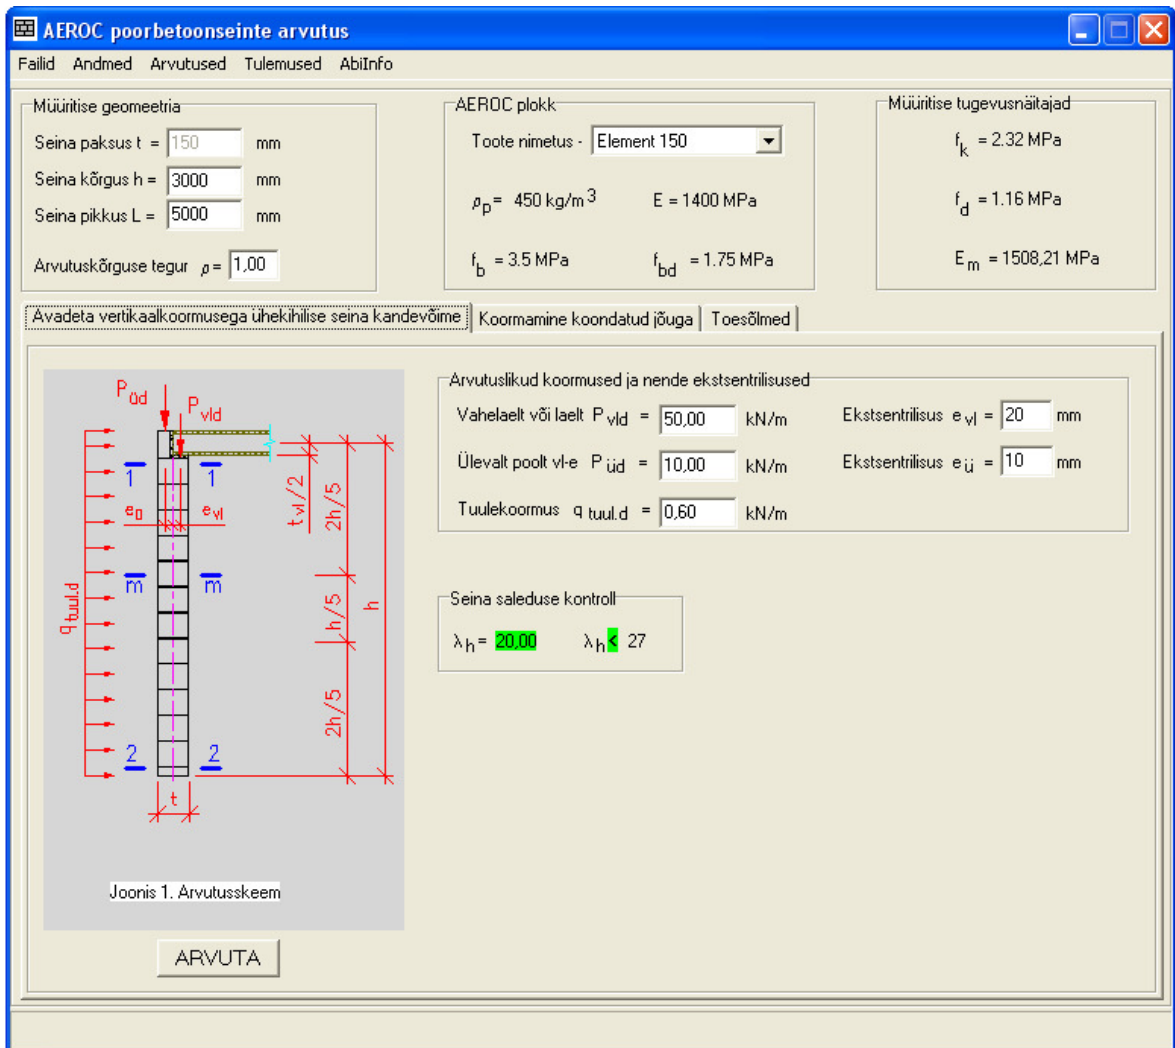 AEROC poorbetoonseinte arvutus
Failid Andmed Arvutused Tulemused AbiInfo
Müüritise geomeetria
Seina paksus t = 150 mm
Seina kõrgus h = 3000 mm
Seina pikkus L = 5000 mm
Arvutuskõrguse tegur ρ = 1,00
AEROC plokk
Toote nimetus - Element 150
ρp = 450 kg/m3 E = 1400 MPa
fb = 3.5 MPa fbd = 1.75 MPa
Müüritise tugevusnäitajad
fk = 2.32 MPa
fd = 1.16 MPa
Em = 1508,21 MPa
Avadeta vertikaalkoormusega ühekihilise seina kandevõime Koormamine koondatud jõuga Toesõlmed
Püd
Pvld
1 1
e0 evl
tvl/2
2h/5
m m
qtuul.d
h/5
h
2h/5
2 2
t
Joonis 1. Arvutusskeem
ARVUTA
Arvutuslikud koormused ja nende ekstsentrilisused
Vahelaelt või laelt Pvld = 50,00 kN/m Ekstsentrilisus evl = 20 mm
Ülevalt poolt vl-e Püd = 10,00 kN/m Ekstsentrilisus eü = 10 mm
Tuulekoormus qtuul.d = 0,60 kN/m
Seina saleduse kontroll
λh = 20,00 λh < 27